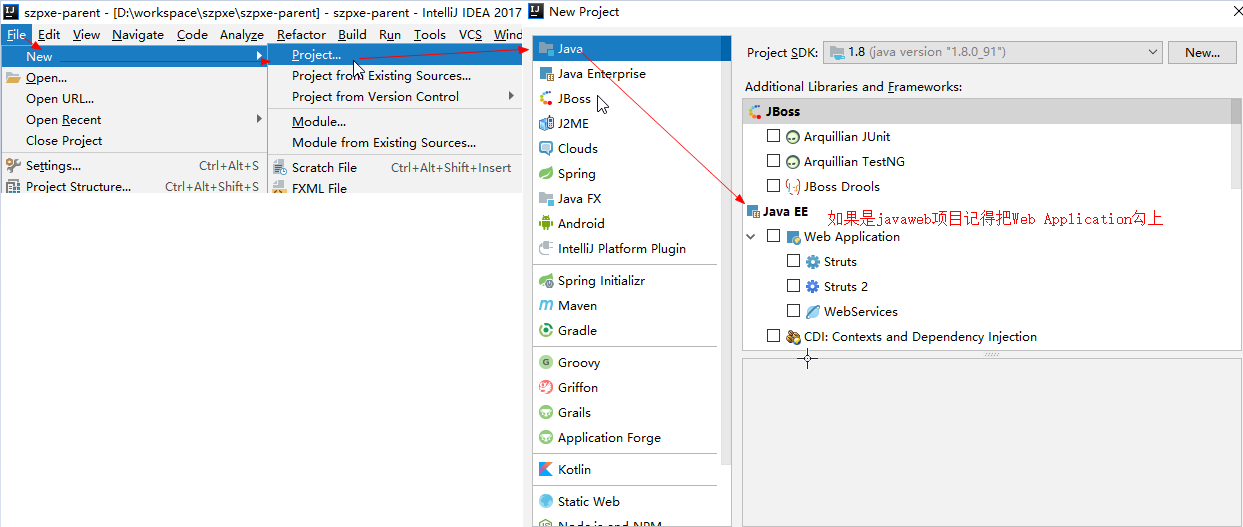 szpxe-parent - [D:\workspace\szpxe\szpxe-parent] - szpxe-parent - IntelliJ IDEA 2017
File Edit View Navigate Code Analyze Refactor Build Run Tools VCS Wind
New
Open...
Open URL...
Open Recent
Close Project
Settings... Ctrl+Alt+S
Project Structure... Ctrl+Alt+Shift+S
Project...
Project from Existing Sources...
Project from Version Control
Module...
Module from Existing Sources...
Scratch File Ctrl+Alt+Shift+Insert
FXML File
New Project
Java
Java Enterprise
JBoss
J2ME
Clouds
Spring
Java FX
Android
IntelliJ Platform Plugin
Spring Initializr
Maven
Gradle
Groovy
Griffon
Grails
Application Forge
Kotlin
Static Web
Node.js and NPM
Project SDK: 1.8 (java version "1.8.0_91") New...
Additional Libraries and Frameworks:
JBoss
Arquillian JUnit
Arquillian TestNG
JBoss Drools
Java EE
如果是javaweb项目记得把Web Application勾上
Web Application
Struts
Struts 2
WebServices
CDI: Contexts and Dependency Injection